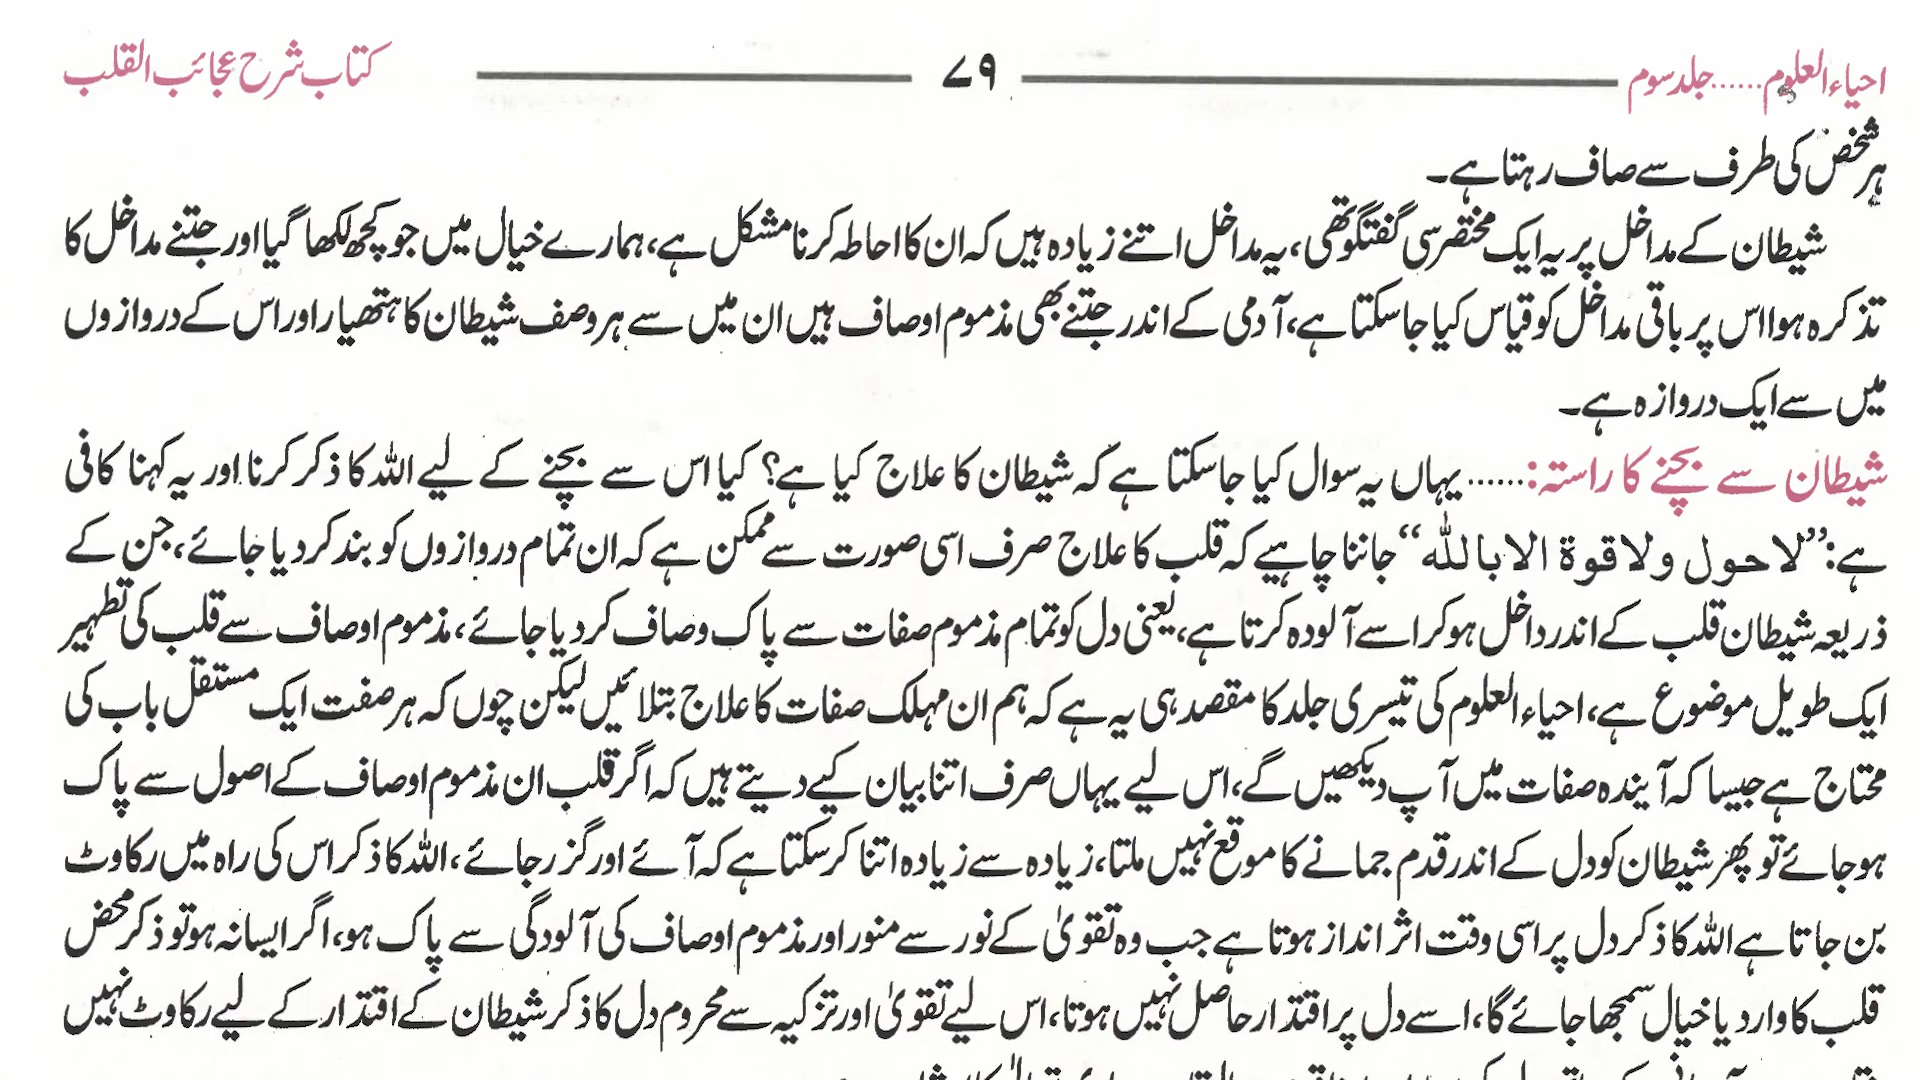 احیاء العلوم......جلد سوم ۷۹ کتاب شرح عجائب القلب
ہر شخص کی طرف سے صاف رہتا ہے۔
شیطان کے مداخل پر یہ ایک مختصر سی گفتگو تھی، یہ مداخل اتنے زیادہ ہیں کہ ان کا احاطہ کرنا مشکل ہے، ہمارے خیال میں جو کچھ لکھا گیا اور جتنے مداخل کا
تذکرہ ہوا اس پر باقی مداخل کو قیاس کیا جاسکتا ہے، آدمی کے اندر جتنے بھی مذموم اوصاف ہیں ان میں سے ہر وصف شیطان کا ہتھیار اور اس کے دروازوں
میں سے ایک دروازہ ہے۔
شیطان سے بچنے کا راستہ:...... یہاں یہ سوال کیا جاسکتا ہے کہ شیطان کا علاج کیا ہے؟ کیا اس سے بچنے کے لیے اللہ کا ذکر کرنا اور یہ کہنا کافی
ہے: ”لا حول ولا قوة الا بالله“ جاننا چاہیے کہ قلب کا علاج صرف اسی صورت سے ممکن ہے کہ ان تمام دروازوں کو بند کردیا جائے، جن کے
ذریعہ شیطان قلب کے اندر داخل ہوکر اسے آلودہ کرتا ہے، یعنی دل کو تمام مذموم صفات سے پاک وصاف کردیا جائے، مذموم اوصاف سے قلب کی تطہیر
ایک طویل موضوع ہے، احیاء العلوم کی تیسری جلد کا مقصد ہی یہ ہے کہ ہم ان مہلک صفات کا علاج بتلائیں لیکن چوں کہ ہر صفت ایک مستقل باب کی
محتاج ہے جیسا کہ آیندہ صفات میں آپ دیکھیں گے، اس لیے یہاں صرف اتنا بیان کیے دیتے ہیں کہ اگر قلب ان مذموم اوصاف کے اصول سے پاک
ہوجائے تو پھر شیطان کو دل کے اندر قدم جمانے کا موقع نہیں ملتا، زیادہ سے زیادہ اتنا کرسکتا ہے کہ آئے اور گزر جائے، اللہ کا ذکر اس کی راہ میں رکاوٹ
بن جاتا ہے اللہ کا ذکر دل پر اسی وقت اثر انداز ہوتا ہے جب وہ تقویٰ کے نور سے منور اور مذموم اوصاف کی آلودگی سے پاک ہو، اگر ایسا نہ ہو تو ذکر محض
قلب کا وارد یا خیال سمجھا جائے گا، اسے دل پر اقتدار حاصل نہیں ہوتا، اس لیے تقویٰ اور تزکیہ سے محروم دل کا ذکر شیطان کے اقتدار کے لیے رکاوٹ نہیں